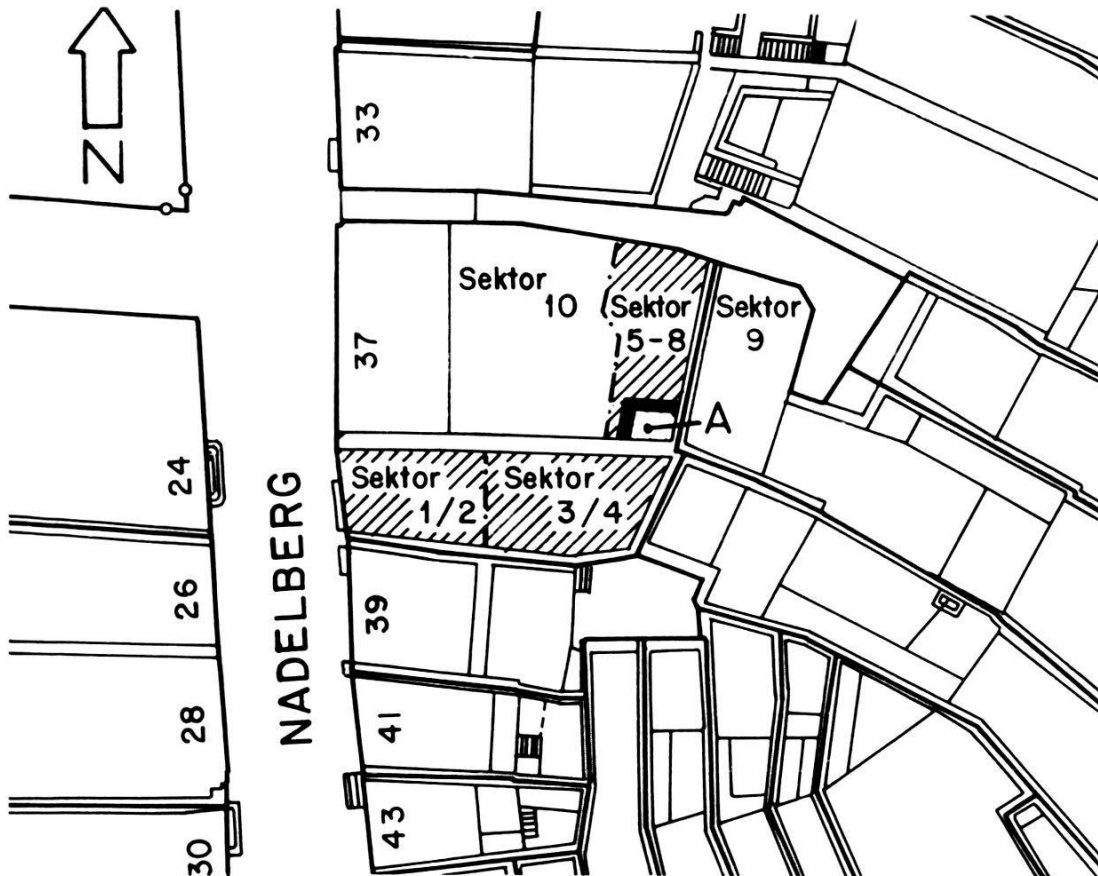 N
33
Sektor
10
Sektor
5-8
Sektor
9
37
A
Sektor
1/2
Sektor
3/4
24
NADELBERG
26
39
28
41
43
30